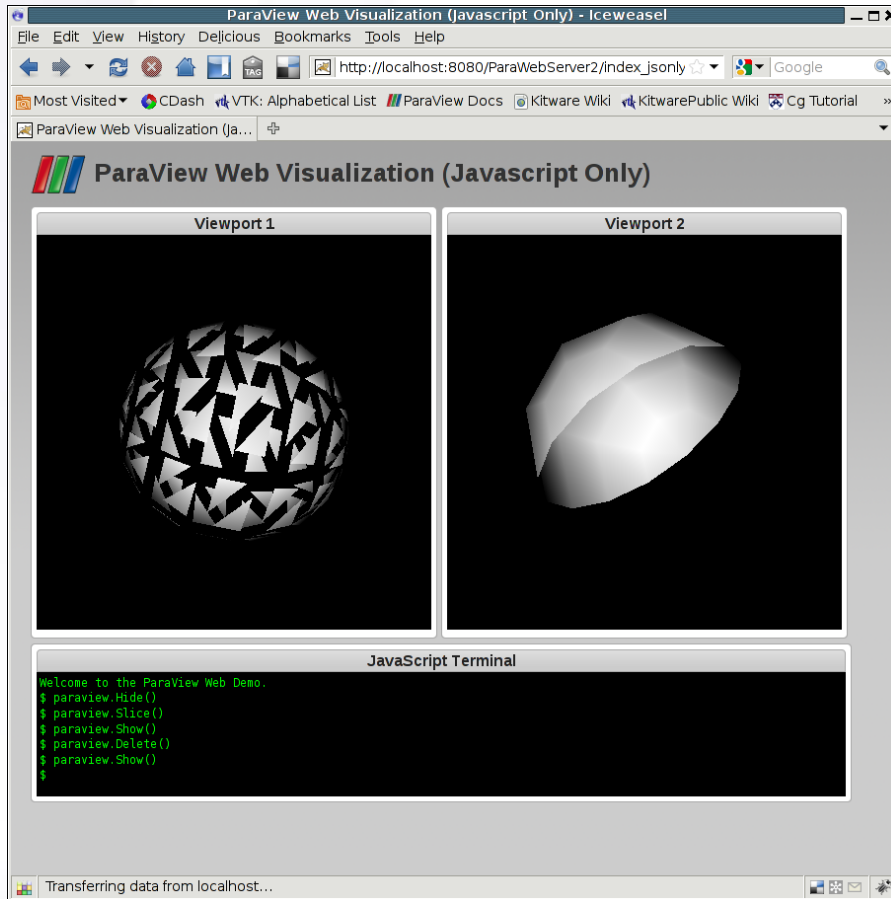 ParaView Web Visualization (Javascript Only) - Iceweasel
File Edit View History Delicious Bookmarks Tools Help
TAG http://localhost:8080/ParaWebServer2/index_jsonly Google
Most Visited CDash vtk VTK: Alphabetical List ParaView Docs Kitware Wiki vtk KitwarePublic Wiki Cg Tutorial »
ParaView Web Visualization (Ja...
ParaView Web Visualization (Javascript Only)
Viewport 1
Viewport 2
JavaScript Terminal
Welcome to the ParaView Web Demo.
$ paraview.Hide()
$ paraview.Slice()
$ paraview.Show()
$ paraview.Delete()
$ paraview.Show()
$
Transferring data from localhost...